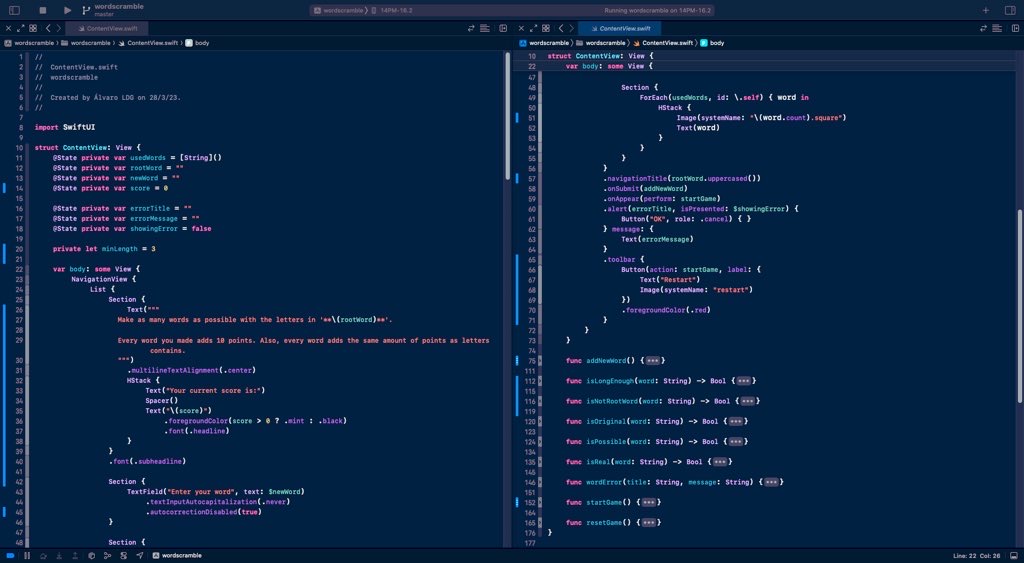 wordscramble
master
wordscramble
14PM-16.2
Running wordscramble on 14PM-16.2
ContentView.swift
wordscramble
wordscramble
ContentView.swift
body
1 //
2 //  ContentView.swift
3 //  wordscramble
4 //
5 //  Created by Álvaro LDG on 28/3/23.
6 //
7
8 import SwiftUI
9
10 struct ContentView: View {
11 @State private var usedWords = [String]()
12 @State private var rootWord = ""
13 @State private var newWord = ""
14 @State private var score = 0
15
16 @State private var errorTitle = ""
17 @State private var errorMessage = ""
18 @State private var showingError = false
19
20 private let minLength = 3
21
22 var body: some View {
23 NavigationView {
24 List {
25 Section {
26 Text("""
27 Make as many words as possible with the letters in '**\(rootWord)**'.
28
29 Every word you made adds 10 points. Also, every word adds the same amount of points as letters
contains.
30 """)
31 .multilineTextAlignment(.center)
32 HStack {
33 Text("Your current score is:")
34 Spacer()
35 Text("\(score)")
36 .foregroundColor(score > 0 ? .mint : .black)
37 .font(.headline)
38 }
39 }
40 .font(.subheadline)
41
42 Section {
43 TextField("Enter your word", text: $newWord)
44 .textInputAutocapitalization(.never)
45 .autocorrectionDisabled(true)
46 }
47
48 Section {
ContentView.swift
wordscramble
wordscramble
ContentView.swift
body
10 struct ContentView: View {
22 var body: some View {
47
48 Section {
49 ForEach(usedWords, id: \.self) { word in
50 HStack {
51 Image(systemName: "\(word.count).square")
52 Text(word)
53 }
54 }
55 }
56 }
57 .navigationTitle(rootWord.uppercased())
58 .onSubmit(addNewWord)
59 .onAppear(perform: startGame)
60 .alert(errorTitle, isPresented: $showingError) {
61 Button("OK", role: .cancel) { }
62 } message: {
63 Text(errorMessage)
64 }
65 .toolbar {
66 Button(action: startGame, label: {
67 Text("Restart")
68 Image(systemName: "restart")
69 })
70 .foregroundColor(.red)
71 }
72 }
73 }
74
75 func addNewWord() {•••}
111
112 func isLongEnough(word: String) -> Bool {•••}
115
116 func isNotRootWord(word: String) -> Bool {•••}
119
120 func isOriginal(word: String) -> Bool {•••}
123
124 func isPossible(word: String) -> Bool {•••}
134
135 func isReal(word: String) -> Bool {•••}
145
146 func wordError(title: String, message: String) {•••}
151
152 func startGame() {•••}
164
165 func resetGame() {•••}
176 }
177
wordscramble
Line: 22 Col: 26